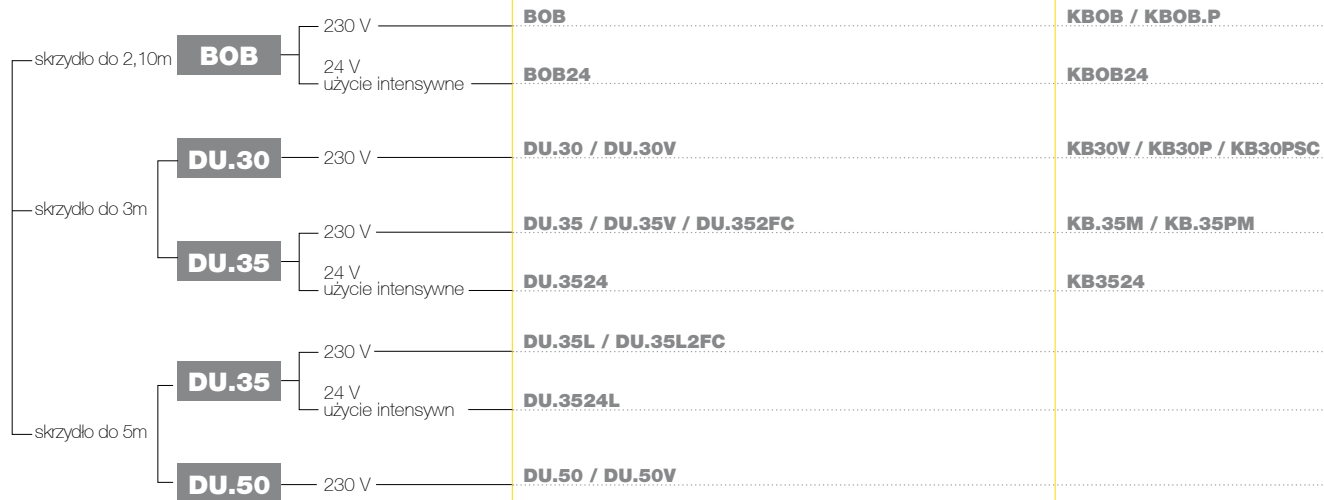 230 V BOB KBOB / KBOB.P
skrzydło do 2,10m BOB
24 V
użycie intensywne BOB24 KBOB24
DU.30 230 V DU.30 / DU.30V KB30V / KB30P / KB30PSC
skrzydło do 3m
230 V DU.35 / DU.35V / DU.352FC KB.35M / KB.35PM
DU.35
24 V
użycie intensywne DU.3524 KB3524
230 V DU.35L / DU.35L2FC
DU.35
24 V
użycie intensywn DU.3524L
skrzydło do 5m
DU.50 230 V DU.50 / DU.50V